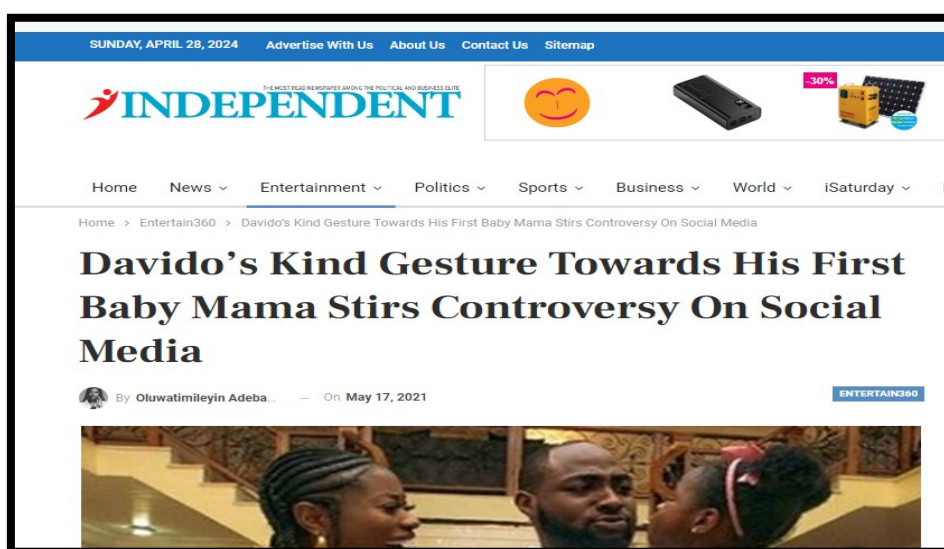 SUNDAY, APRIL 28, 2024 Advertise With Us About Us Contact Us Sitemap
THE MOST READ NEWSPAPER AMONG THE POLITICAL AND BUSINESS ELITE
INDEPENDENT
-30%
Home News Entertainment Politics Sports Business World iSaturday
Home > Entertain360 > Davido's Kind Gesture Towards His First Baby Mama Stirs Controversy On Social Media
Davido’s Kind Gesture Towards His First
Baby Mama Stirs Controversy On Social
Media
By Oluwatimileyin Adeba... — On May 17, 2021 ENTERTAIN360